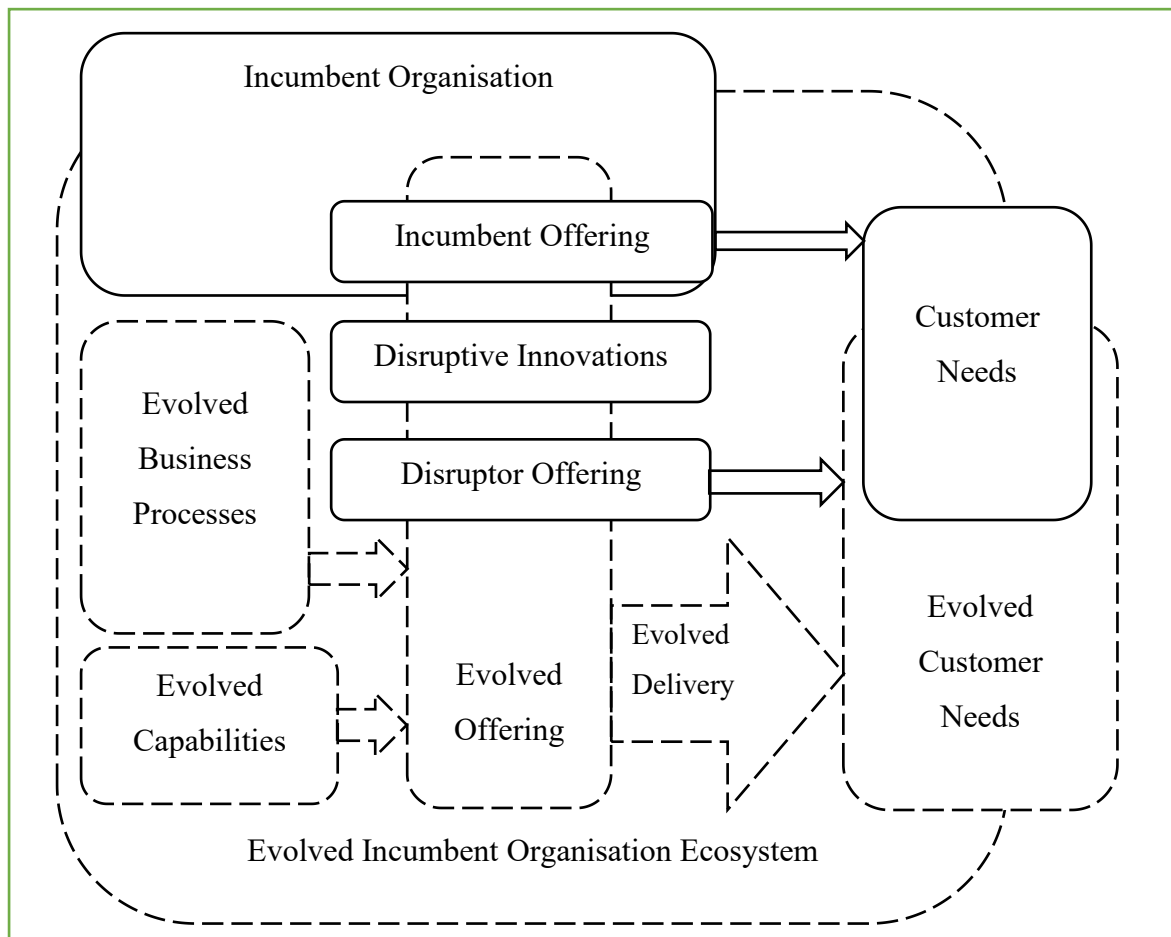 Incumbent Organisation
Incumbent Offering
Customer
Needs
Disruptive Innovations
Evolved
Business
Processes
Disruptor Offering
Evolved
Customer
Needs
Evolved
Delivery
Evolved
Offering
Evolved
Capabilities
Evolved Incumbent Organisation Ecosystem